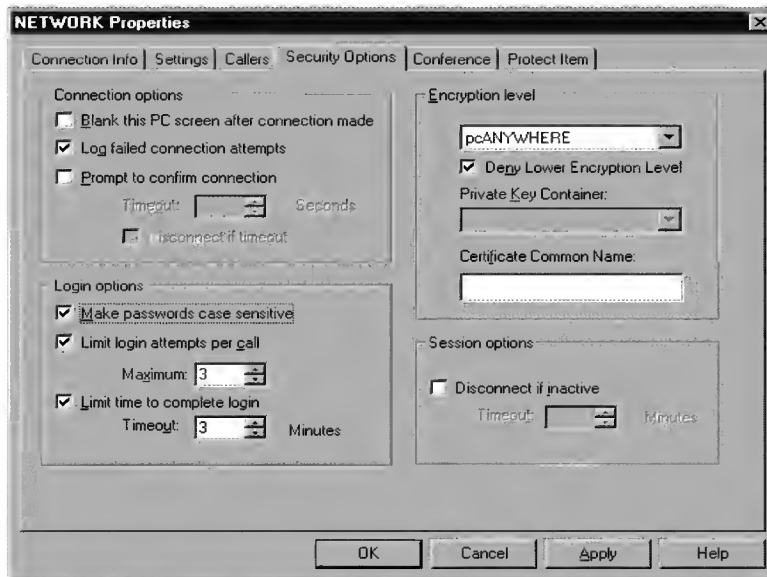 NETWORK Properties
Connection Info
Settings
Callers
Security Options
Conference
Protect Item
Connection options
Blank this PC screen after connection made
Log failed connection attempts
Prompt to confirm connection
Timeout:
Seconds
Disconnect if timeout
Login options
Make passwords case sensitive
Limit login attempts per call
Maximum: 3
Limit time to complete login
Timeout: 3 Minutes
Encryption level
pcANYWHERE
Deny Lower Encryption Level
Private Key Container:
Certificate Common Name:
Session options
Disconnect if inactive
Timeout:
Minutes
OK
Cancel
Apply
Help